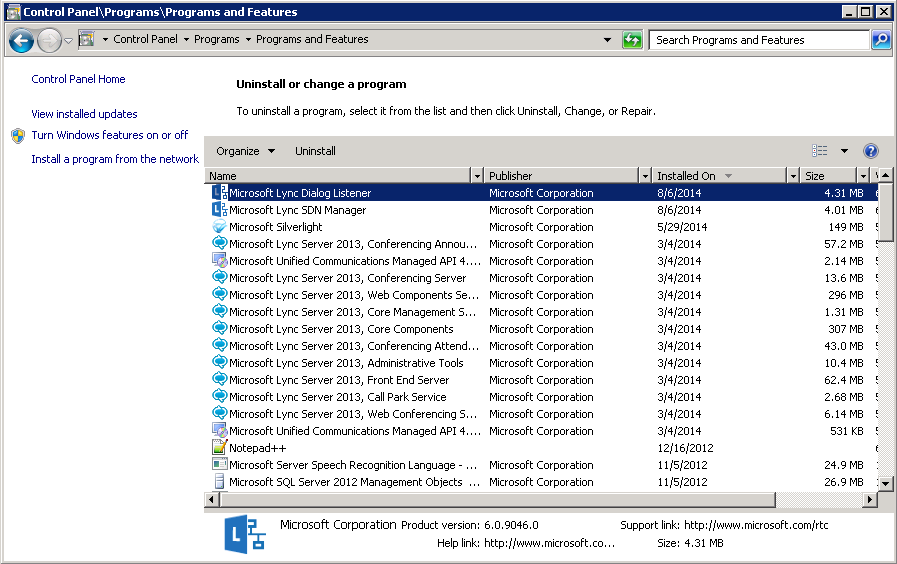 Control Panel\Programs\Programs and Features
Control Panel Programs Programs and Features Search Programs and Features
Control Panel Home
View installed updates
Turn Windows features on or off
Install a program from the network
Uninstall or change a program
To uninstall a program, select it from the list and then click Uninstall, Change, or Repair.
Organize Uninstall
Name Publisher Installed On Size
Microsoft Lync Dialog Listener Microsoft Corporation 8/6/2014 4.31 MB
Microsoft Lync SDN Manager Microsoft Corporation 8/6/2014 4.01 MB
Microsoft Silverlight Microsoft Corporation 5/29/2014 149 MB
Microsoft Lync Server 2013, Conferencing Annou... Microsoft Corporation 3/4/2014 57.2 MB
Microsoft Unified Communications Managed API 4.... Microsoft Corporation 3/4/2014 2.14 MB
Microsoft Lync Server 2013, Conferencing Server Microsoft Corporation 3/4/2014 13.6 MB
Microsoft Lync Server 2013, Web Components Se... Microsoft Corporation 3/4/2014 296 MB
Microsoft Lync Server 2013, Core Management S... Microsoft Corporation 3/4/2014 1.31 MB
Microsoft Lync Server 2013, Core Components Microsoft Corporation 3/4/2014 307 MB
Microsoft Lync Server 2013, Conferencing Attend... Microsoft Corporation 3/4/2014 43.0 MB
Microsoft Lync Server 2013, Administrative Tools Microsoft Corporation 3/4/2014 10.4 MB
Microsoft Lync Server 2013, Front End Server Microsoft Corporation 3/4/2014 62.4 MB
Microsoft Lync Server 2013, Call Park Service Microsoft Corporation 3/4/2014 2.68 MB
Microsoft Lync Server 2013, Web Conferencing S... Microsoft Corporation 3/4/2014 6.14 MB
Microsoft Unified Communications Managed API 4.... Microsoft Corporation 3/4/2014 531 KB
Notepad++ 12/16/2012
Microsoft Server Speech Recognition Language - ... Microsoft Corporation 11/5/2012 24.9 MB
Microsoft SQL Server 2012 Management Objects ... Microsoft Corporation 11/5/2012 26.9 MB
Microsoft Corporation Product version: 6.0.9046.0 Support link: http://www.microsoft.com/rtc
Help link: http://www.microsoft.co... Size: 4.31 MB